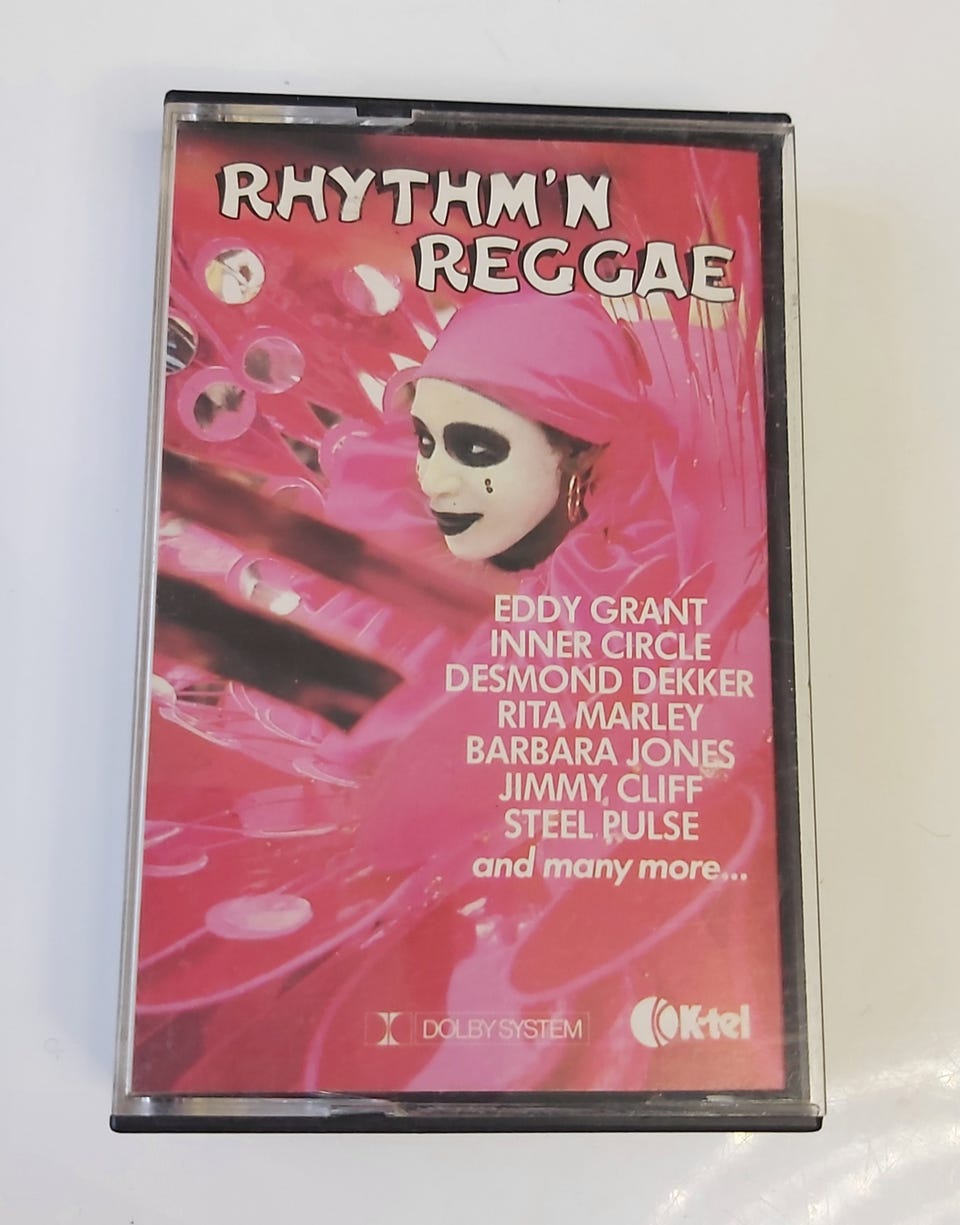 RHYTHM'N
REGGAE
EDDY GRANT
INNER CIRCLE
DESMOND DEKKER
RITA MARLEY
BARBARA JONES
JIMMY CLIFF
STEEL PULSE
and many more...
DOLBY SYSTEM
K-tel